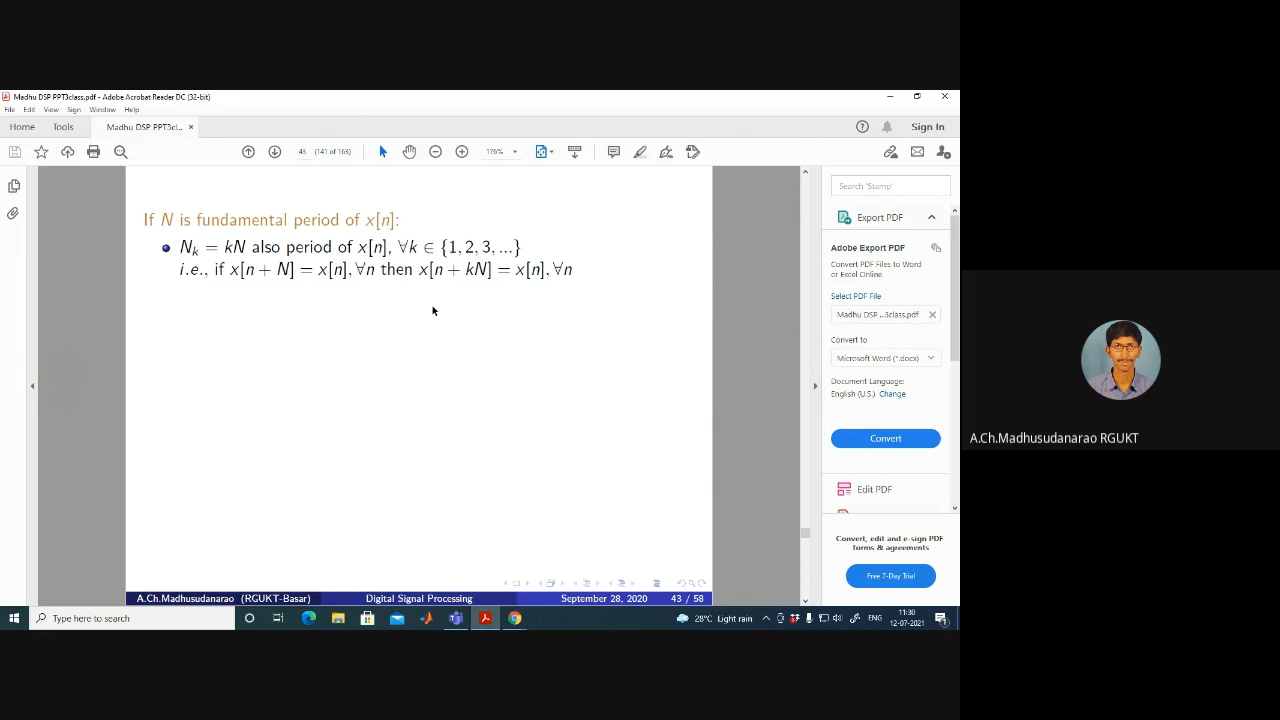 Madhu DSP PPT3class.pdf - Adobe Acrobat Reader DC (32-bit)
File Edit View Sign Window Help
Home Tools Madhu DSP PPT3cl... × Sign In
43 (141 of 163) 176%
If N is fundamental period of x[n]:
N_k = kN also period of x[n], ∀k ∈ {1, 2, 3, ...}
i.e., if x[n + N] = x[n], ∀n then x[n + kN] = x[n], ∀n
A.Ch.Madhusudanarao (RGUKT-Basar) Digital Signal Processing September 28, 2020 43 / 58
Search 'Stamp'
Export PDF
Adobe Export PDF
Convert PDF Files to Word
or Excel Online
Select PDF File
Madhu DSP ...3class.pdf ×
Convert to
Microsoft Word (*.docx)
Document Language:
English (U.S.) Change
Convert
Edit PDF
Convert, edit and e-sign PDF
forms & agreements
Free 7-Day Trial
A.Ch.Madhusudanarao RGUKT
Type here to search
28°C Light rain ENG 11:30
12-07-2021